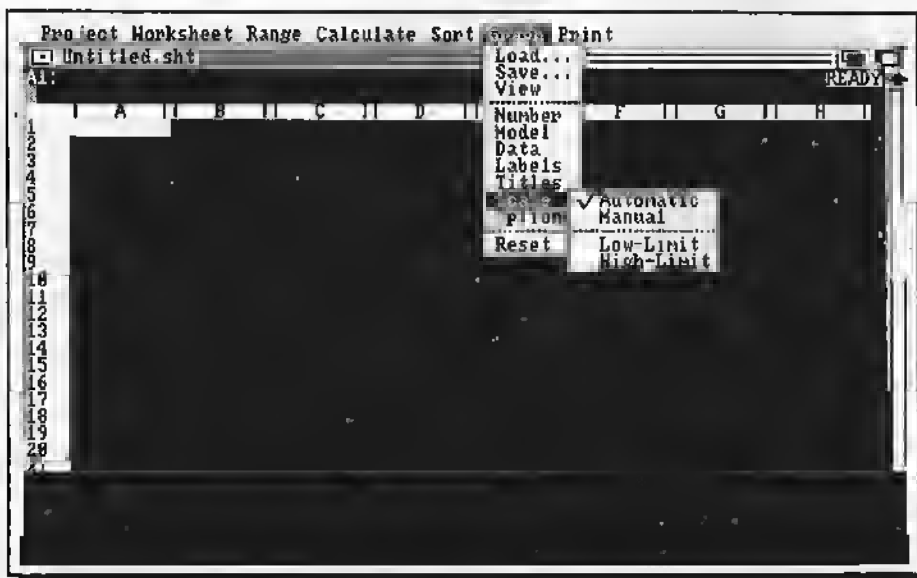 Project Worksheet Range Calculate Sort Print
Untitled.sht
A1:
READY
A B C D F G H
Load...
Save...
View
Number
Model
Data
Labels
Titles
Scale
Option
Reset
Automatic
Manual
Low-Limit
High-Limit
1
2
3
4
5
6
7
8
9
10
11
12
13
14
15
16
17
18
19
20